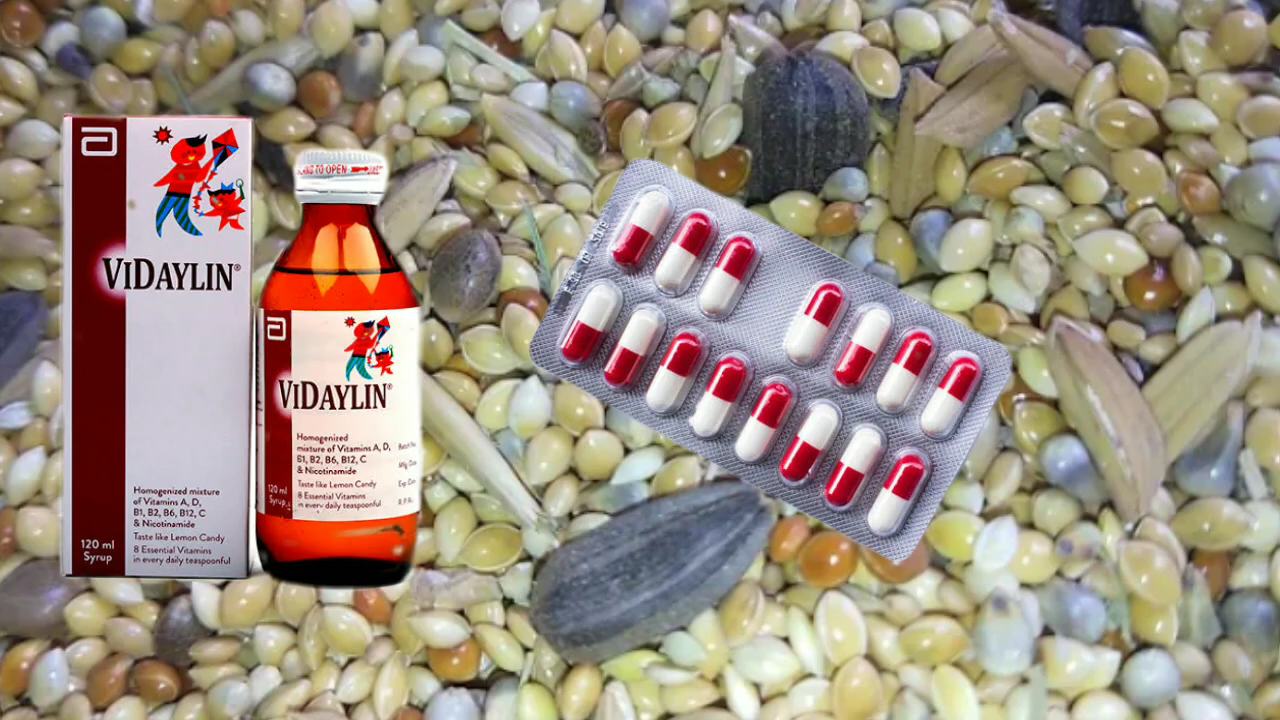 VIDAYLIN®
Homogenized mixture
of Vitamins A, D,
B1, B2, B6, B12, C
& Nicotinamide
Taste like Lemon Candy
8 Essential Vitamins
in every daily teaspoonful
120 ml
Syrup
TO OPEN
VIDAYLIN®
Homogenized
mixture of Vitamins A, D,
B1, B2, B6, B12, C
& Nicotinamide
Taste like Lemon Candy
8 Essential Vitamins
in every daily teaspoonful
120 ml
Syrup